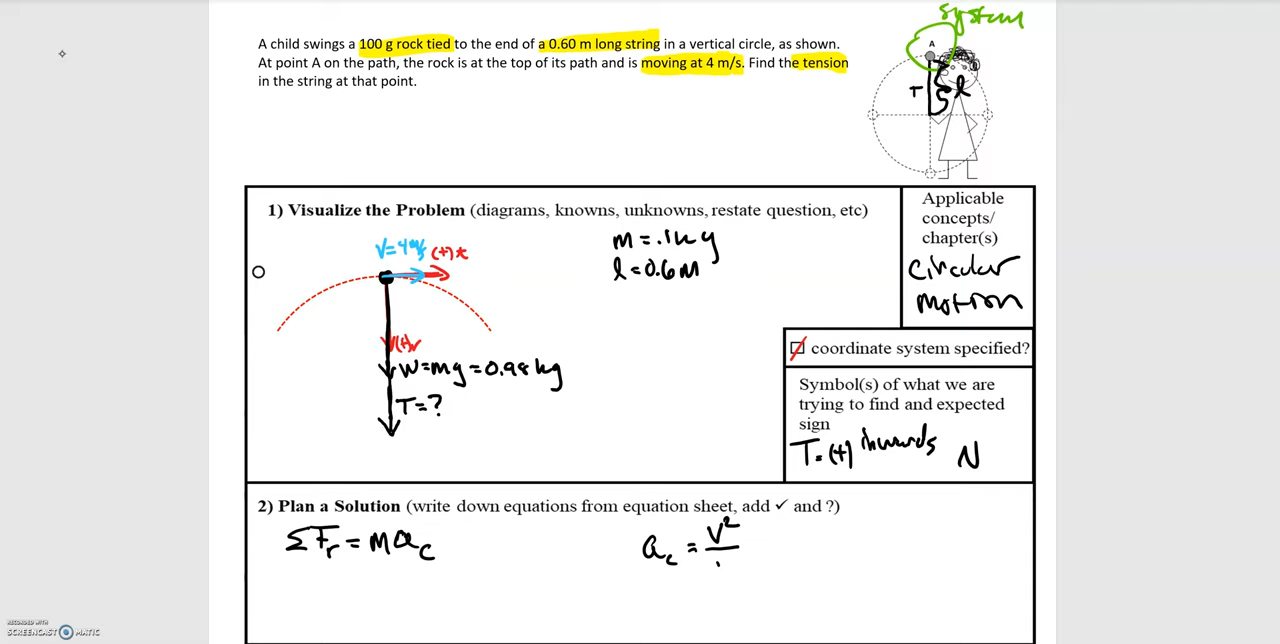 system
A child swings a 100 g rock tied to the end of a 0.60 m long string in a vertical circle, as shown.
At point A on the path, the rock is at the top of its path and is moving at 4 m/s. Find the tension
in the string at that point.
A
T
l
1) Visualize the Problem (diagrams, knowns, unknowns, restate question, etc)
V=4m/s
(+)t
m=.1kg
l=0.6m
(+)r
W=mg=0.98kg
T=?
Applicable
concepts/
chapter(s)
circular
motion
coordinate system specified?
Symbol(s) of what we are
trying to find and expected
sign
T=(+) inwards N
2) Plan a Solution (write down equations from equation sheet, add ✓ and ?)
ΣFr=mac
ac=V²/
RECORDED WITH
SCREENCAST MATIC